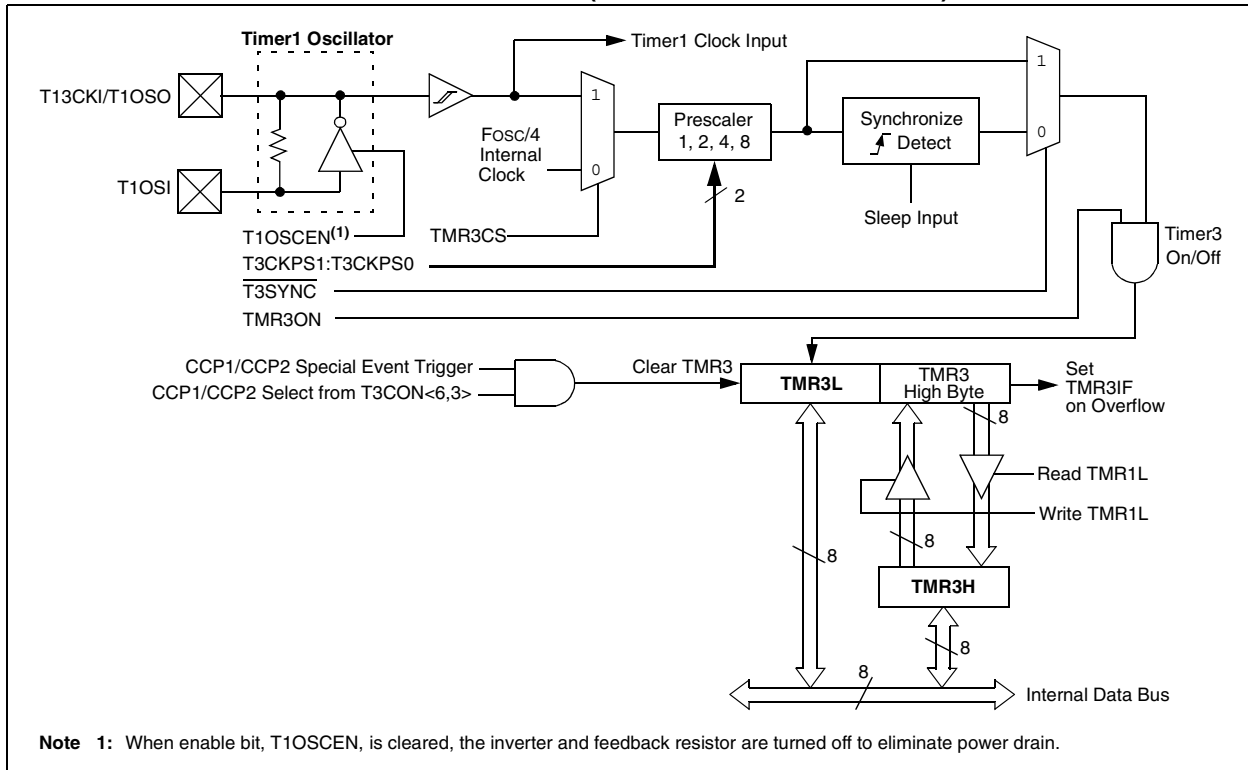 Timer1 Oscillator
Timer1 Clock Input
T13CKI/T1OSO
1
1
FOSC/4
Internal
Clock
0
Prescaler
1, 2, 4, 8
Synchronize
Detect
0
T1OSI
2
Sleep Input
T1OSCEN(1)
TMR3CS
Timer3
On/Off
T3CKPS1:T3CKPS0
T3SYNC
TMR3ON
CCP1/CCP2 Special Event Trigger
CCP1/CCP2 Select from T3CON<6,3>
Clear TMR3
TMR3L
TMR3
High Byte
Set
TMR3IF
on Overflow
8
Read TMR1L
Write TMR1L
8
8
TMR3H
8
8
Internal Data Bus
Note 1: When enable bit, T1OSCEN, is cleared, the inverter and feedback resistor are turned off to eliminate power drain.